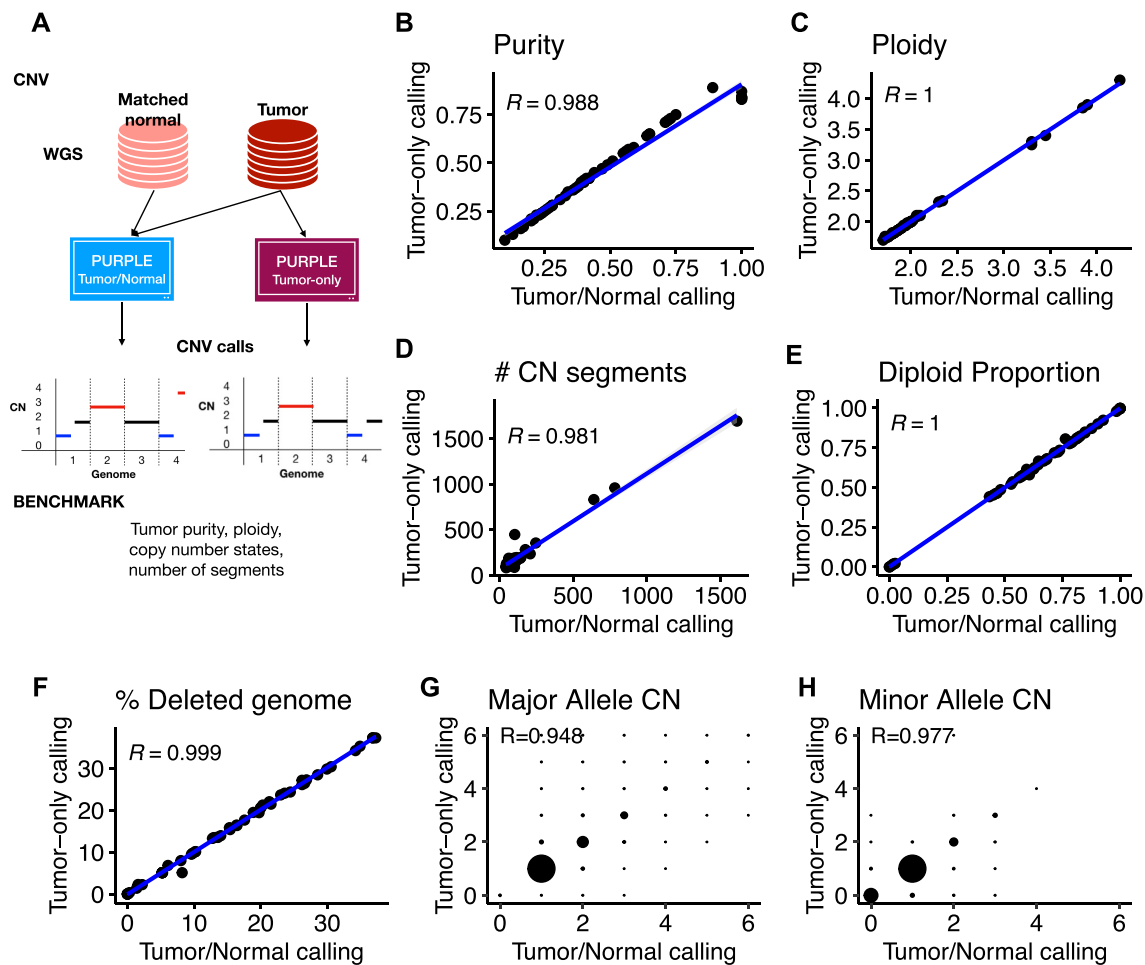 A
CNV
Matched
normal
Tumor
WGS
PURPLE
Tumor/Normal
PURPLE
Tumor-only
CNV calls
4
3
CN
2
1
0
1
2
3
4
Genome
4
3
CN
2
1
0
1
2
3
4
Genome
BENCHMARK
Tumor purity, ploidy,
copy number states,
number of segments
B
Purity
R = 0.988
Tumor−only calling
0.75
0.50
0.25
0.25 0.50 0.75 1.00
Tumor/Normal calling
C
Ploidy
R = 1
Tumor−only calling
4.0
3.5
3.0
2.5
2.0
2.0 2.5 3.0 3.5 4.0
Tumor/Normal calling
D
# CN segments
R = 0.981
Tumor−only calling
1500
1000
500
0
0 500 1000 1500
Tumor/Normal calling
E
Diploid Proportion
R = 1
Tumor−only calling
1.00
0.75
0.50
0.25
0.00
0.00 0.25 0.50 0.75 1.00
Tumor/Normal calling
F
% Deleted genome
R = 0.999
Tumor−only calling
30
20
10
0
0 10 20 30
Tumor/Normal calling
G
Major Allele CN
R=0.948
Tumor−only calling
6
4
2
0
0 2 4 6
Tumor/Normal calling
H
Minor Allele CN
R=0.977
Tumor−only calling
6
4
2
0
0 2 4 6
Tumor/Normal calling